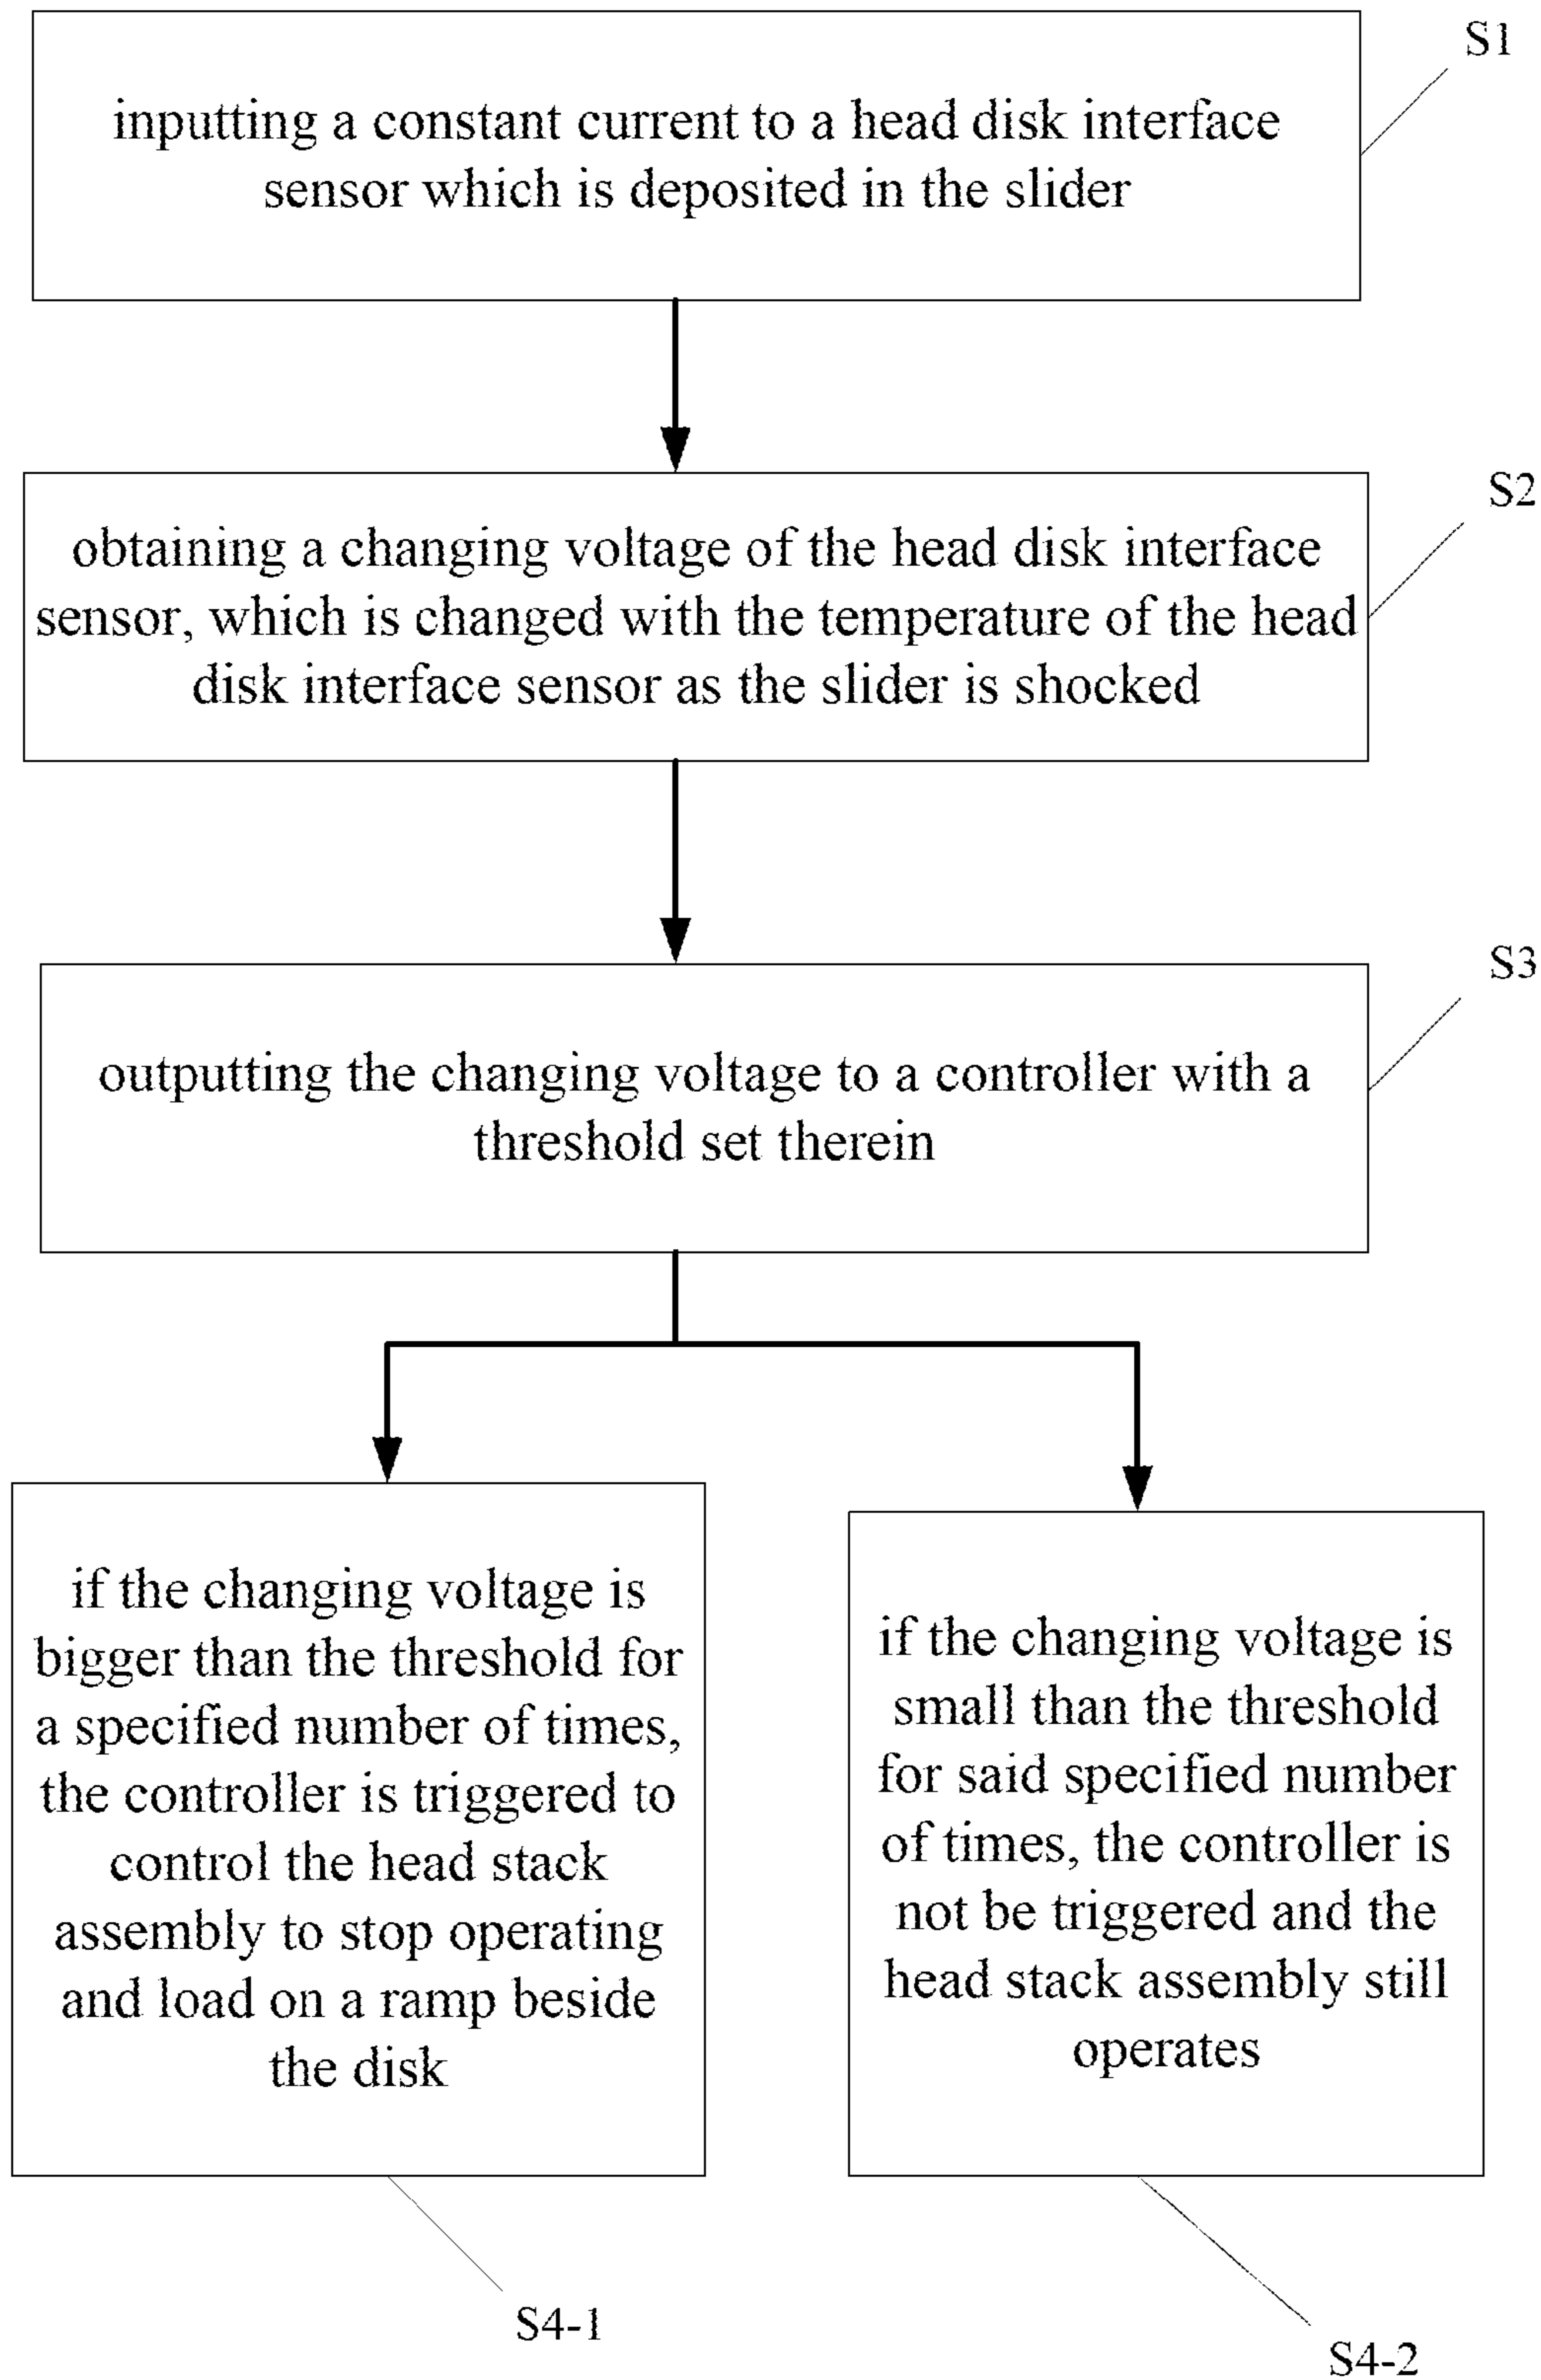 S1
inputting a constant current to a head disk interface
sensor which is deposited in the slider
S2
obtaining a changing voltage of the head disk interface
sensor, which is changed with the temperature of the head
disk interface sensor as the slider is shocked
S3
outputting the changing voltage to a controller with a
threshold set therein
if the changing voltage is
bigger than the threshold for
a specified number of times,
the controller is triggered to
control the head stack
assembly to stop operating
and load on a ramp beside
the disk
if the changing voltage is
small than the threshold
for said specified number
of times, the controller is
not be triggered and the
head stack assembly still
operates
S4-1
S4-2